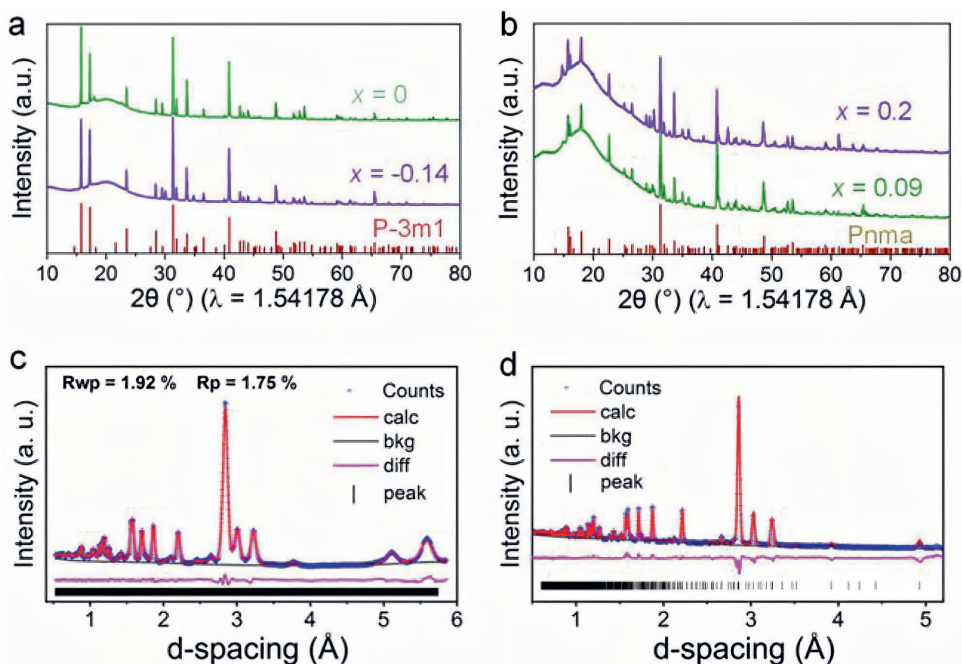 a
Intensity (a.u.)
x = 0
x = -0.14
P-3m1
10 20 30 40 50 60 70 80
2θ (°) (λ = 1.54178 Å)
b
Intensity (a.u.)
x = 0.2
x = 0.09
Pnma
10 20 30 40 50 60 70 80
2θ (°) (λ = 1.54178 Å)
c
Rwp = 1.92 % Rp = 1.75 %
Counts
calc
bkg
diff
peak
Intensity (a. u.)
1 2 3 4 5 6
d-spacing (Å)
d
Counts
calc
bkg
diff
peak
Intensity (a. u.)
1 2 3 4 5
d-spacing (Å)